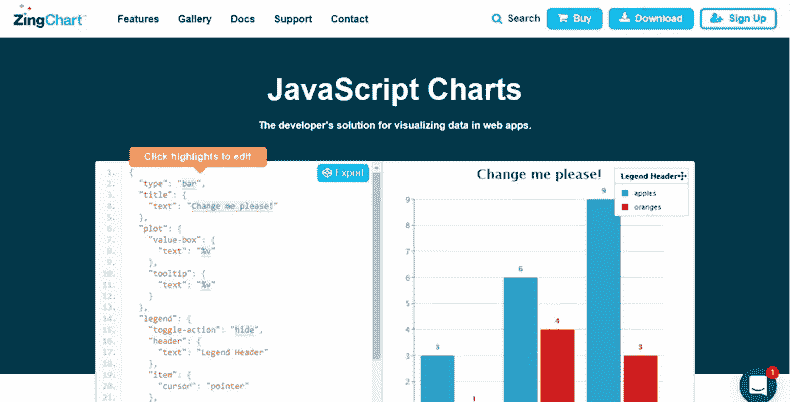 ZingChart
Features Gallery Docs Support Contact
Search Buy Download Sign Up
JavaScript Charts
The developer's solution for visualizing data in web apps.
Click highlights to edit
Export
1. {
2. "type": "bar",
3. "title": {
4. "text": "Change me please!"
5. },
6. "plot": {
7. "value-box": {
8. "text": "%v"
9. },
10. "tooltip": {
11. "text": "%v"
12. }
13. },
14. "legend": {
15. "toggle-action": "hide",
16. "header": {
17. "text": "Legend Header"
18. },
19. "item": {
20. "cursor": "pointer"
21. },
Change me please!
Legend Header
apples
oranges
9
8
7
6
5
4
3
2
3
1
6
4
9
3
1